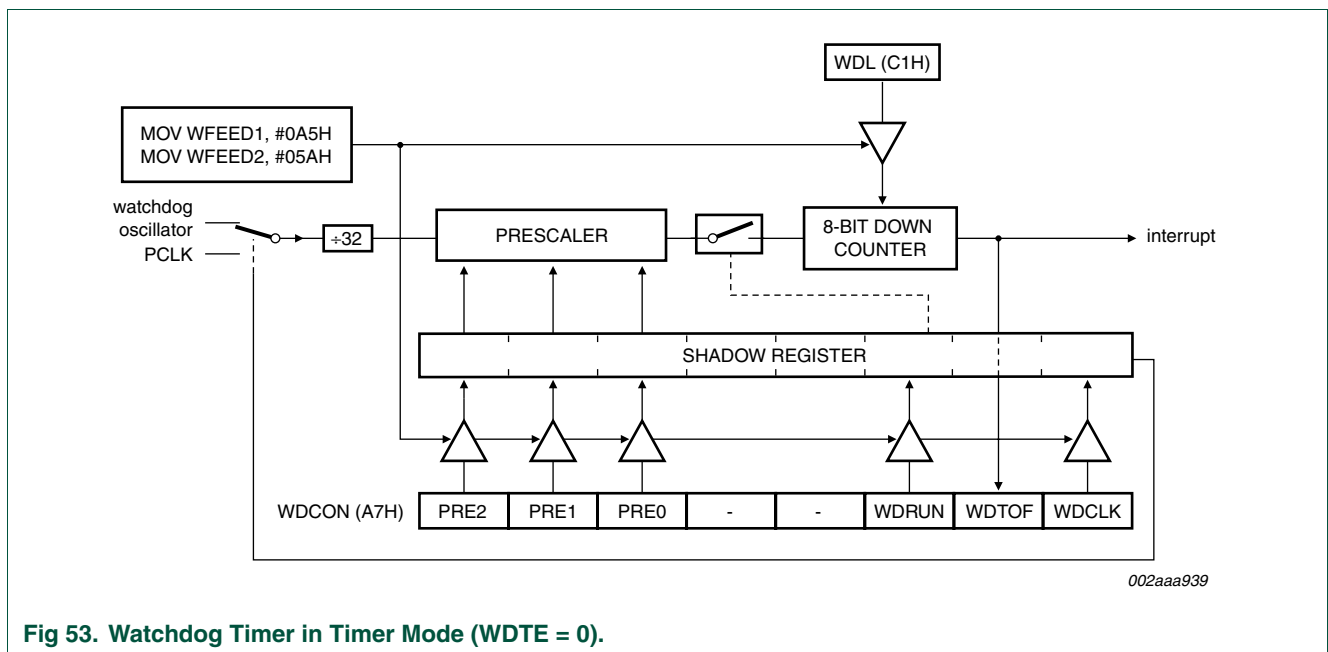 WDL (C1H)
MOV WFEED1, #0A5H
MOV WFEED2, #05AH
watchdog
oscillator
PCLK
÷32
PRESCALER
8-BIT DOWN
COUNTER
interrupt
SHADOW REGISTER
WDCON (A7H) PRE2 PRE1 PRE0 - - WDRUN WDTOF WDCLK
002aaa939
Fig 53. Watchdog Timer in Timer Mode (WDTE = 0).